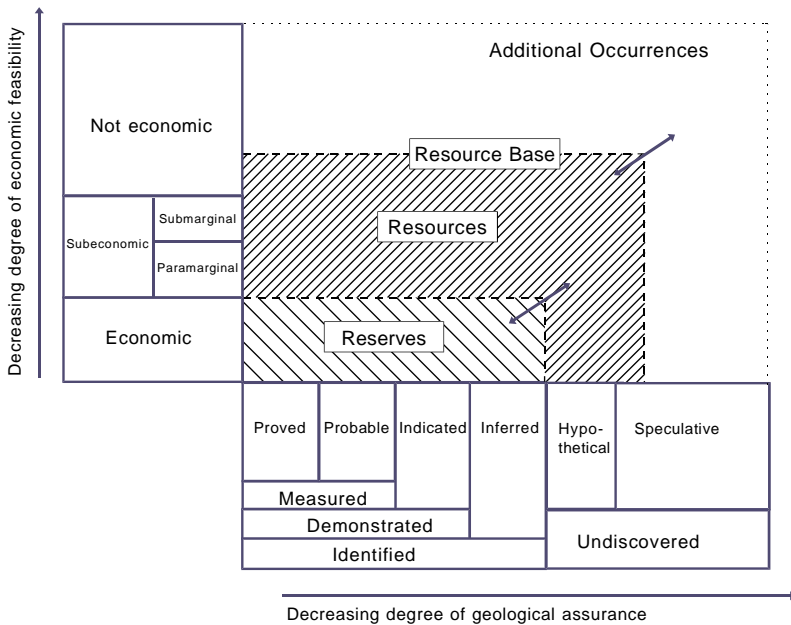 Decreasing degree of economic feasibility
Additional Occurrences
Not economic
Resource Base
Submarginal
Subeconomic
Resources
Paramarginal
Economic
Reserves
Proved
Probable
Indicated
Inferred
Hypo-
thetical
Speculative
Measured
Demonstrated
Identified
Undiscovered
Decreasing degree of geological assurance